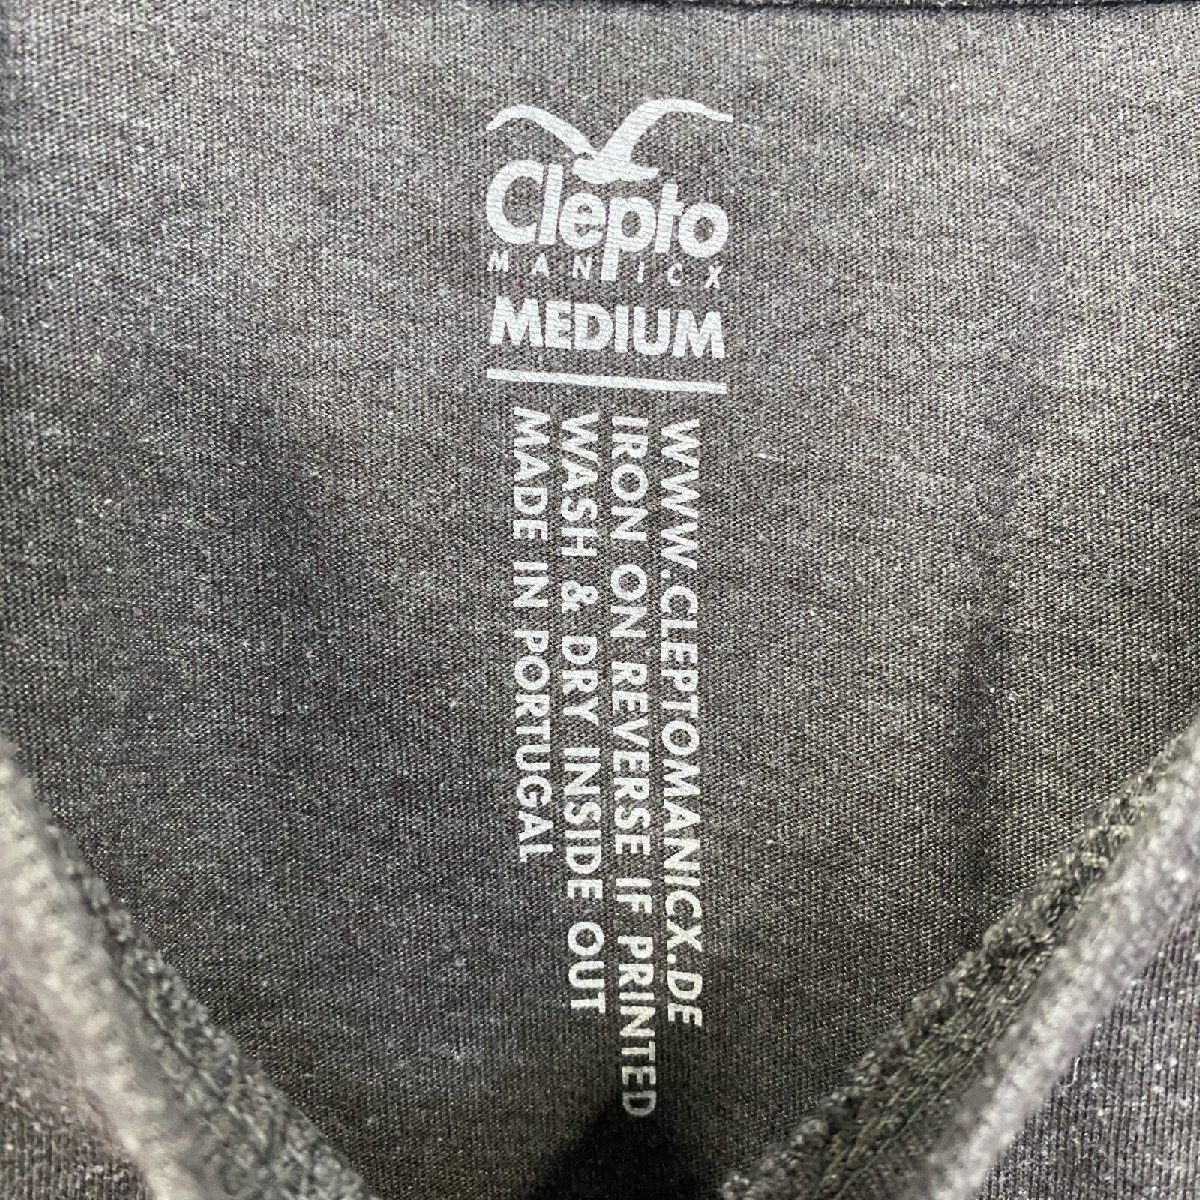 Clepto
MANICX
MEDIUM
WWW.CLEPTOMANICX.DE
IRON ON REVERSE IF PRINTED
WASH & DRY INSIDE OUT
MADE IN PORTUGAL